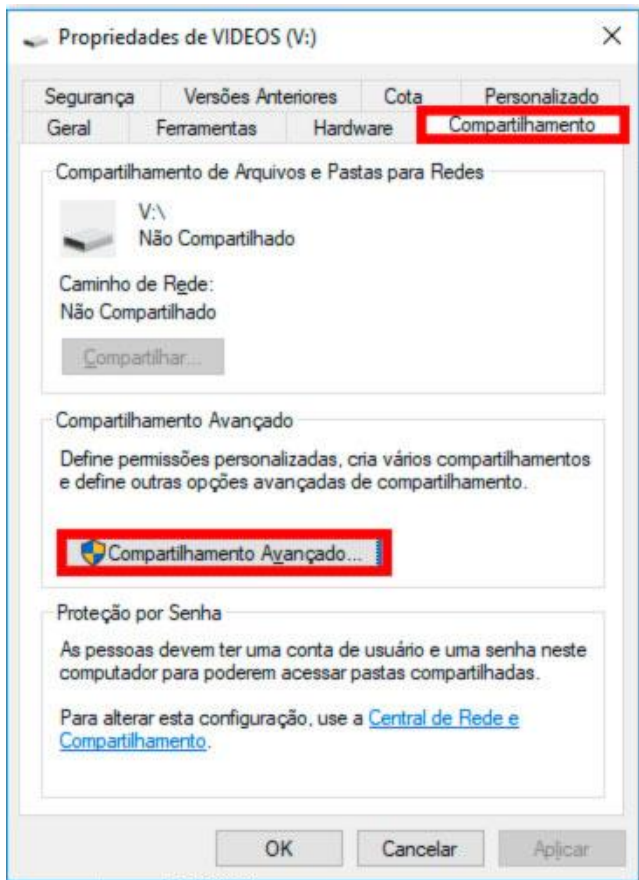 Propriedades de VIDEOS (V:)
Segurança Versões Anteriores Cota Personalizado
Geral Ferramentas Hardware Compartilhamento
Compartilhamento de Arquivos e Pastas para Redes
V:\
Não Compartilhado
Caminho de Rede:
Não Compartilhado
Compartilhar...
Compartilhamento Avançado
Define permissões personalizadas, cria vários compartilhamentos
e define outras opções avançadas de compartilhamento.
Compartilhamento Avançado...
Proteção por Senha
As pessoas devem ter uma conta de usuário e uma senha neste
computador para poderem acessar pastas compartilhadas.
Para alterar esta configuração, use a Central de Rede e
Compartilhamento.
OK Cancelar Aplicar